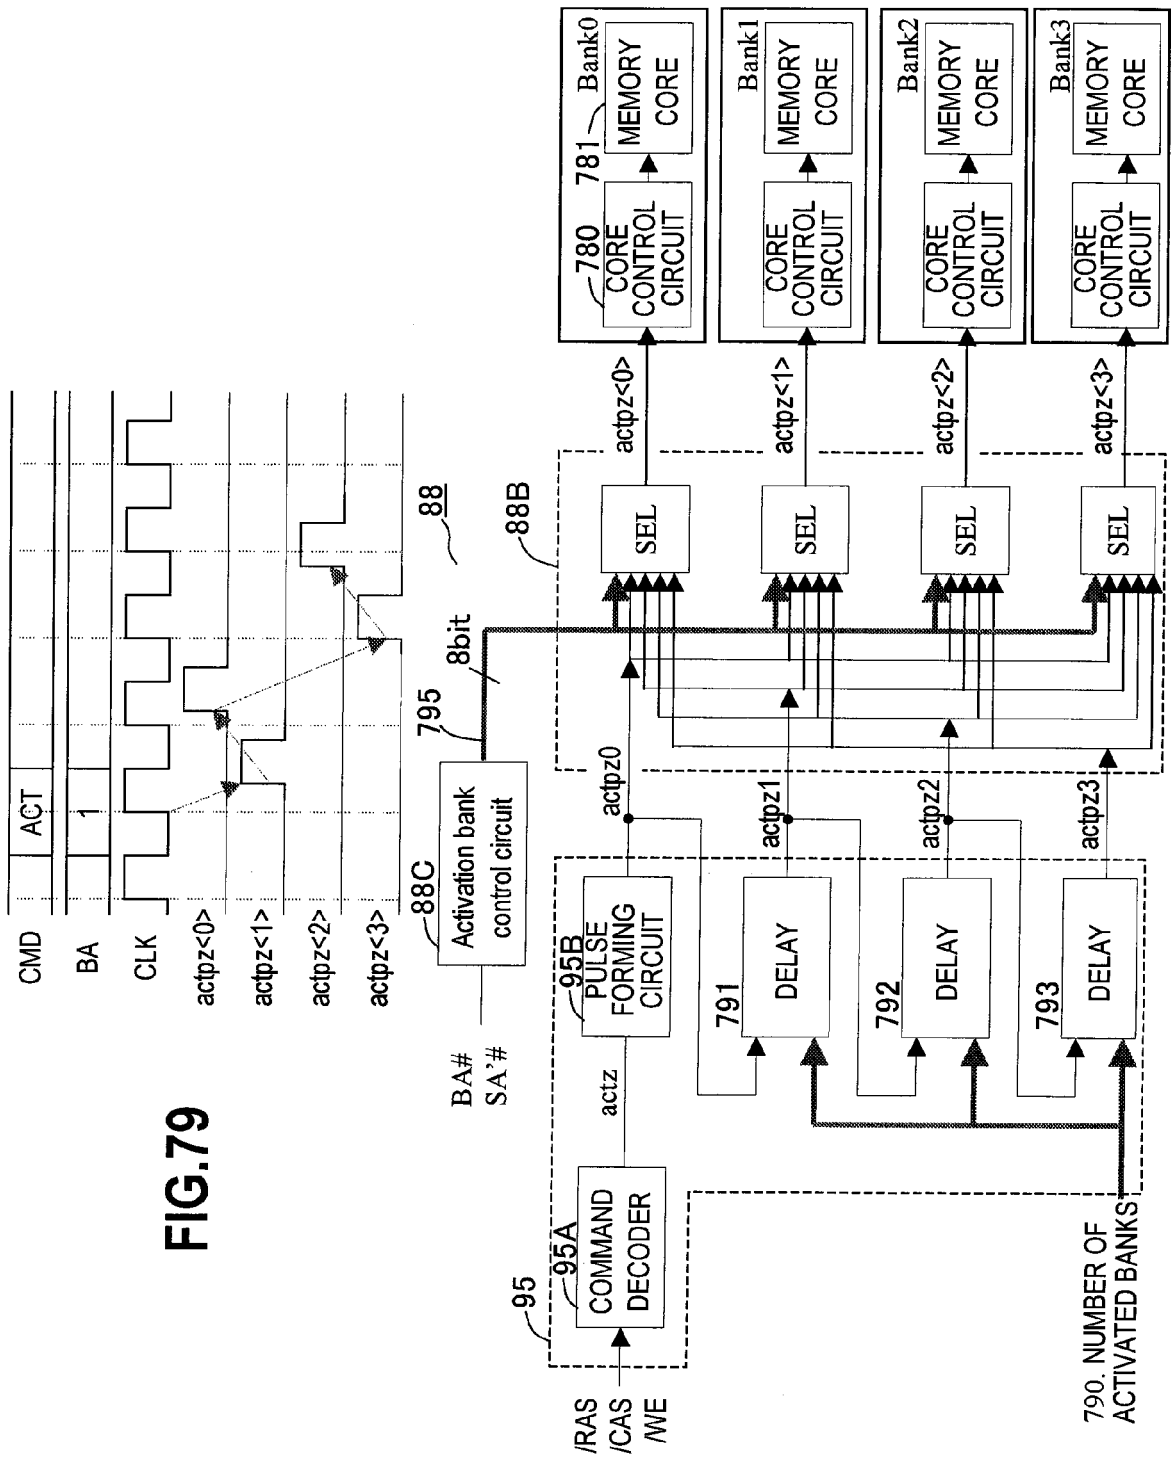 FIG.79
CMD
ACT
BA
1
CLK
actpz<0>
actpz<1>
actpz<2>
actpz<3>
88
BA#
SA'#
88C
Activation bank
control circuit
795
8bit
88B
95
/RAS
/CAS
/WE
95A
COMMAND
DECODER
actz
95B
PULSE
FORMING
CIRCUIT
actpz0
SEL
actpz<0>
780
CORE
CONTROL
CIRCUIT
781
MEMORY
CORE
Bank0
791
DELAY
actpz1
SEL
actpz<1>
CORE
CONTROL
CIRCUIT
MEMORY
CORE
Bank1
792
DELAY
actpz2
SEL
actpz<2>
CORE
CONTROL
CIRCUIT
MEMORY
CORE
Bank2
793
DELAY
actpz3
SEL
actpz<3>
CORE
CONTROL
CIRCUIT
MEMORY
CORE
Bank3
790. NUMBER OF
ACTIVATED BANKS